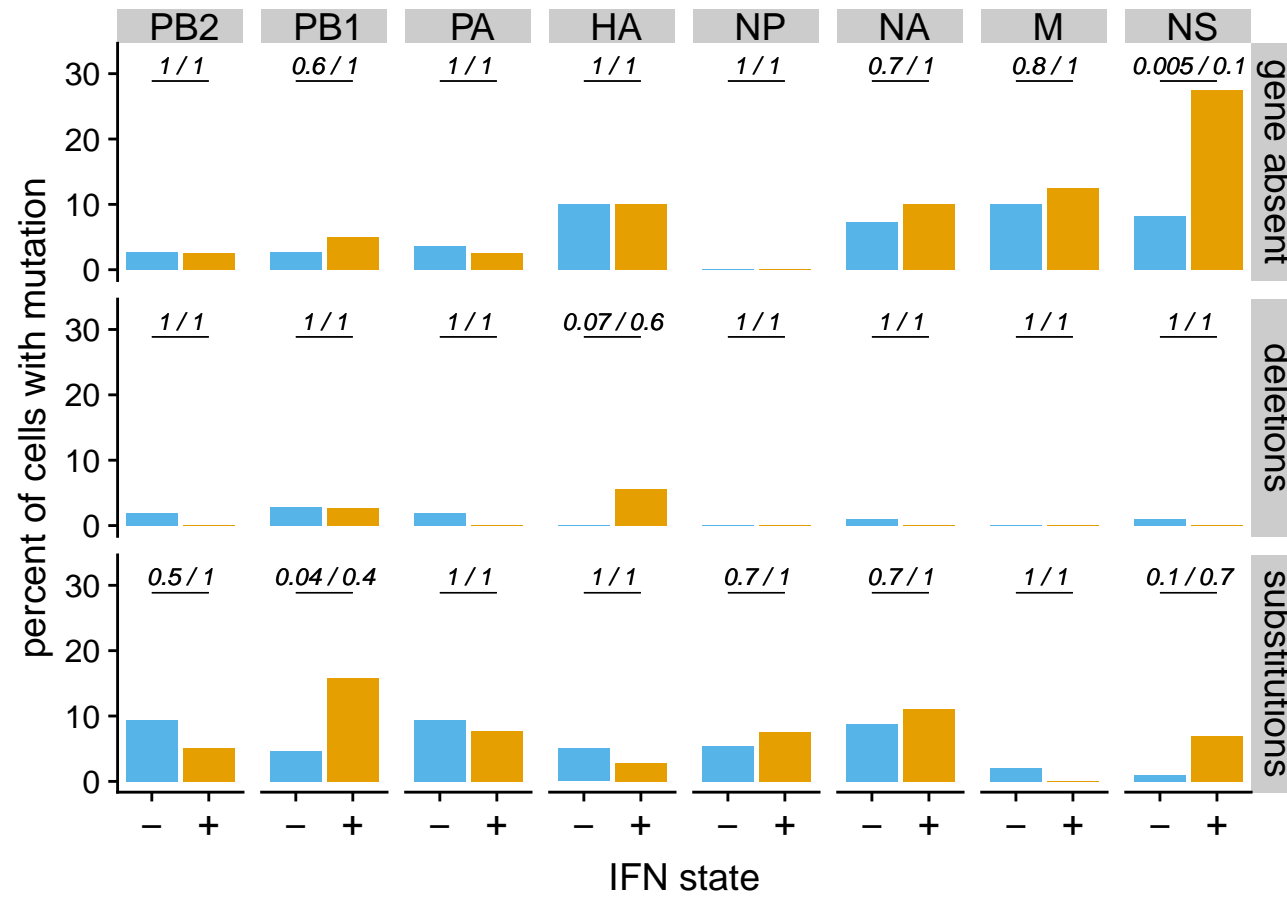 PB2 PB1 PA HA NP NA M NS
percent of cells with mutation
30 1 / 1 0.6 / 1 1 / 1 1 / 1 1 / 1 0.7 / 1 0.8 / 1 0.005 / 0.1
20
10
0
gene absent
30 1 / 1 1 / 1 1 / 1 0.07 / 0.6 1 / 1 1 / 1 1 / 1 1 / 1
20
10
0
deletions
30 0.5 / 1 0.04 / 0.4 1 / 1 1 / 1 0.7 / 1 0.7 / 1 1 / 1 0.1 / 0.7
20
10
0
substitutions
− + − + − + − + − + − + − + − +
IFN state